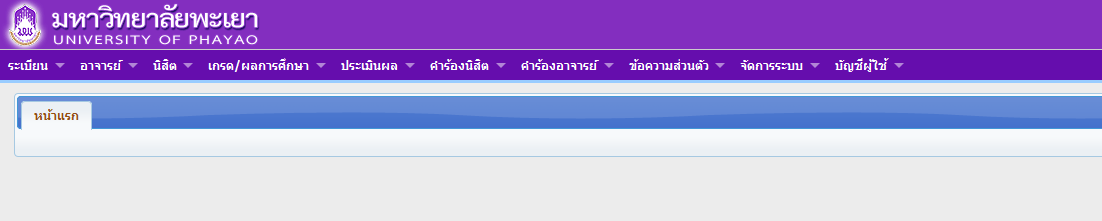 มหาวิทยาลัยพะเยา
UNIVERSITY OF PHAYAO
ระเบียน อาจารย์ นิสิต เกรด/ผลการศึกษา ประเมินผล คำร้องนิสิต คำร้องอาจารย์ ข้อความส่วนตัว จัดการระบบ บัญชีผู้ใช้
หน้าแรก